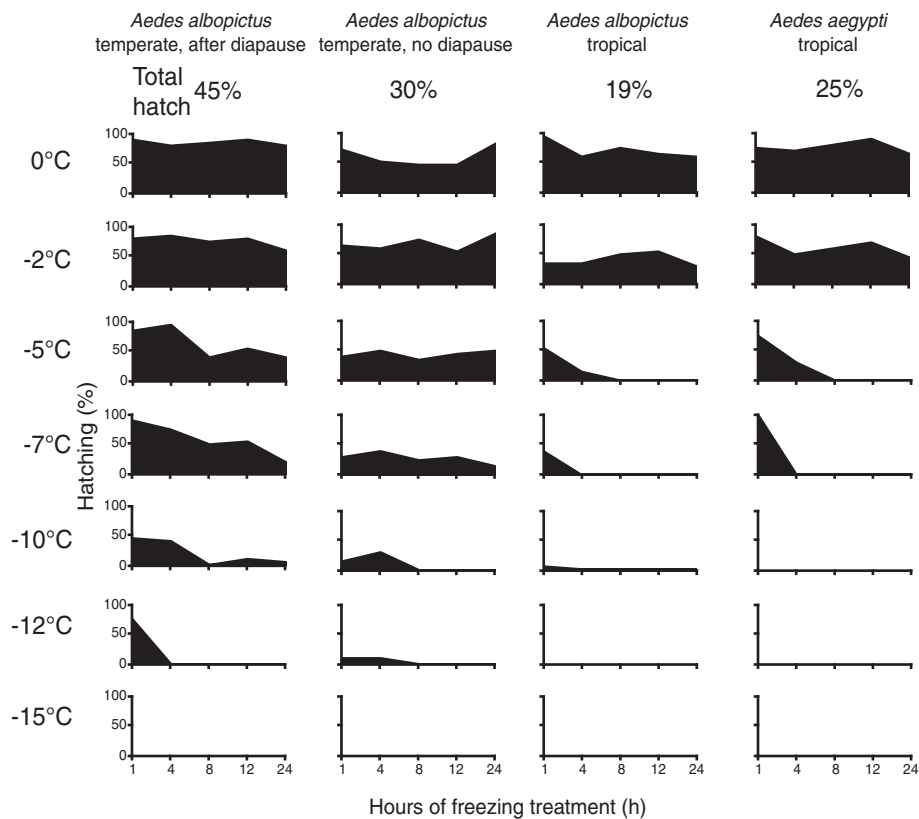 Aedes albopictus Aedes albopictus Aedes albopictus Aedes aegypti
temperate, after diapause temperate, no diapause tropical tropical
Total
hatch 45% 30% 19% 25%
Hatching (%)
0°C
100
50
0
-2°C
100
50
0
-5°C
100
50
0
-7°C
100
50
0
-10°C
100
50
0
-12°C
100
50
0
-15°C
100
50
0
1 4 8 12 24 1 4 8 12 24 1 4 8 12 24 1 4 8 12 24
Hours of freezing treatment (h)